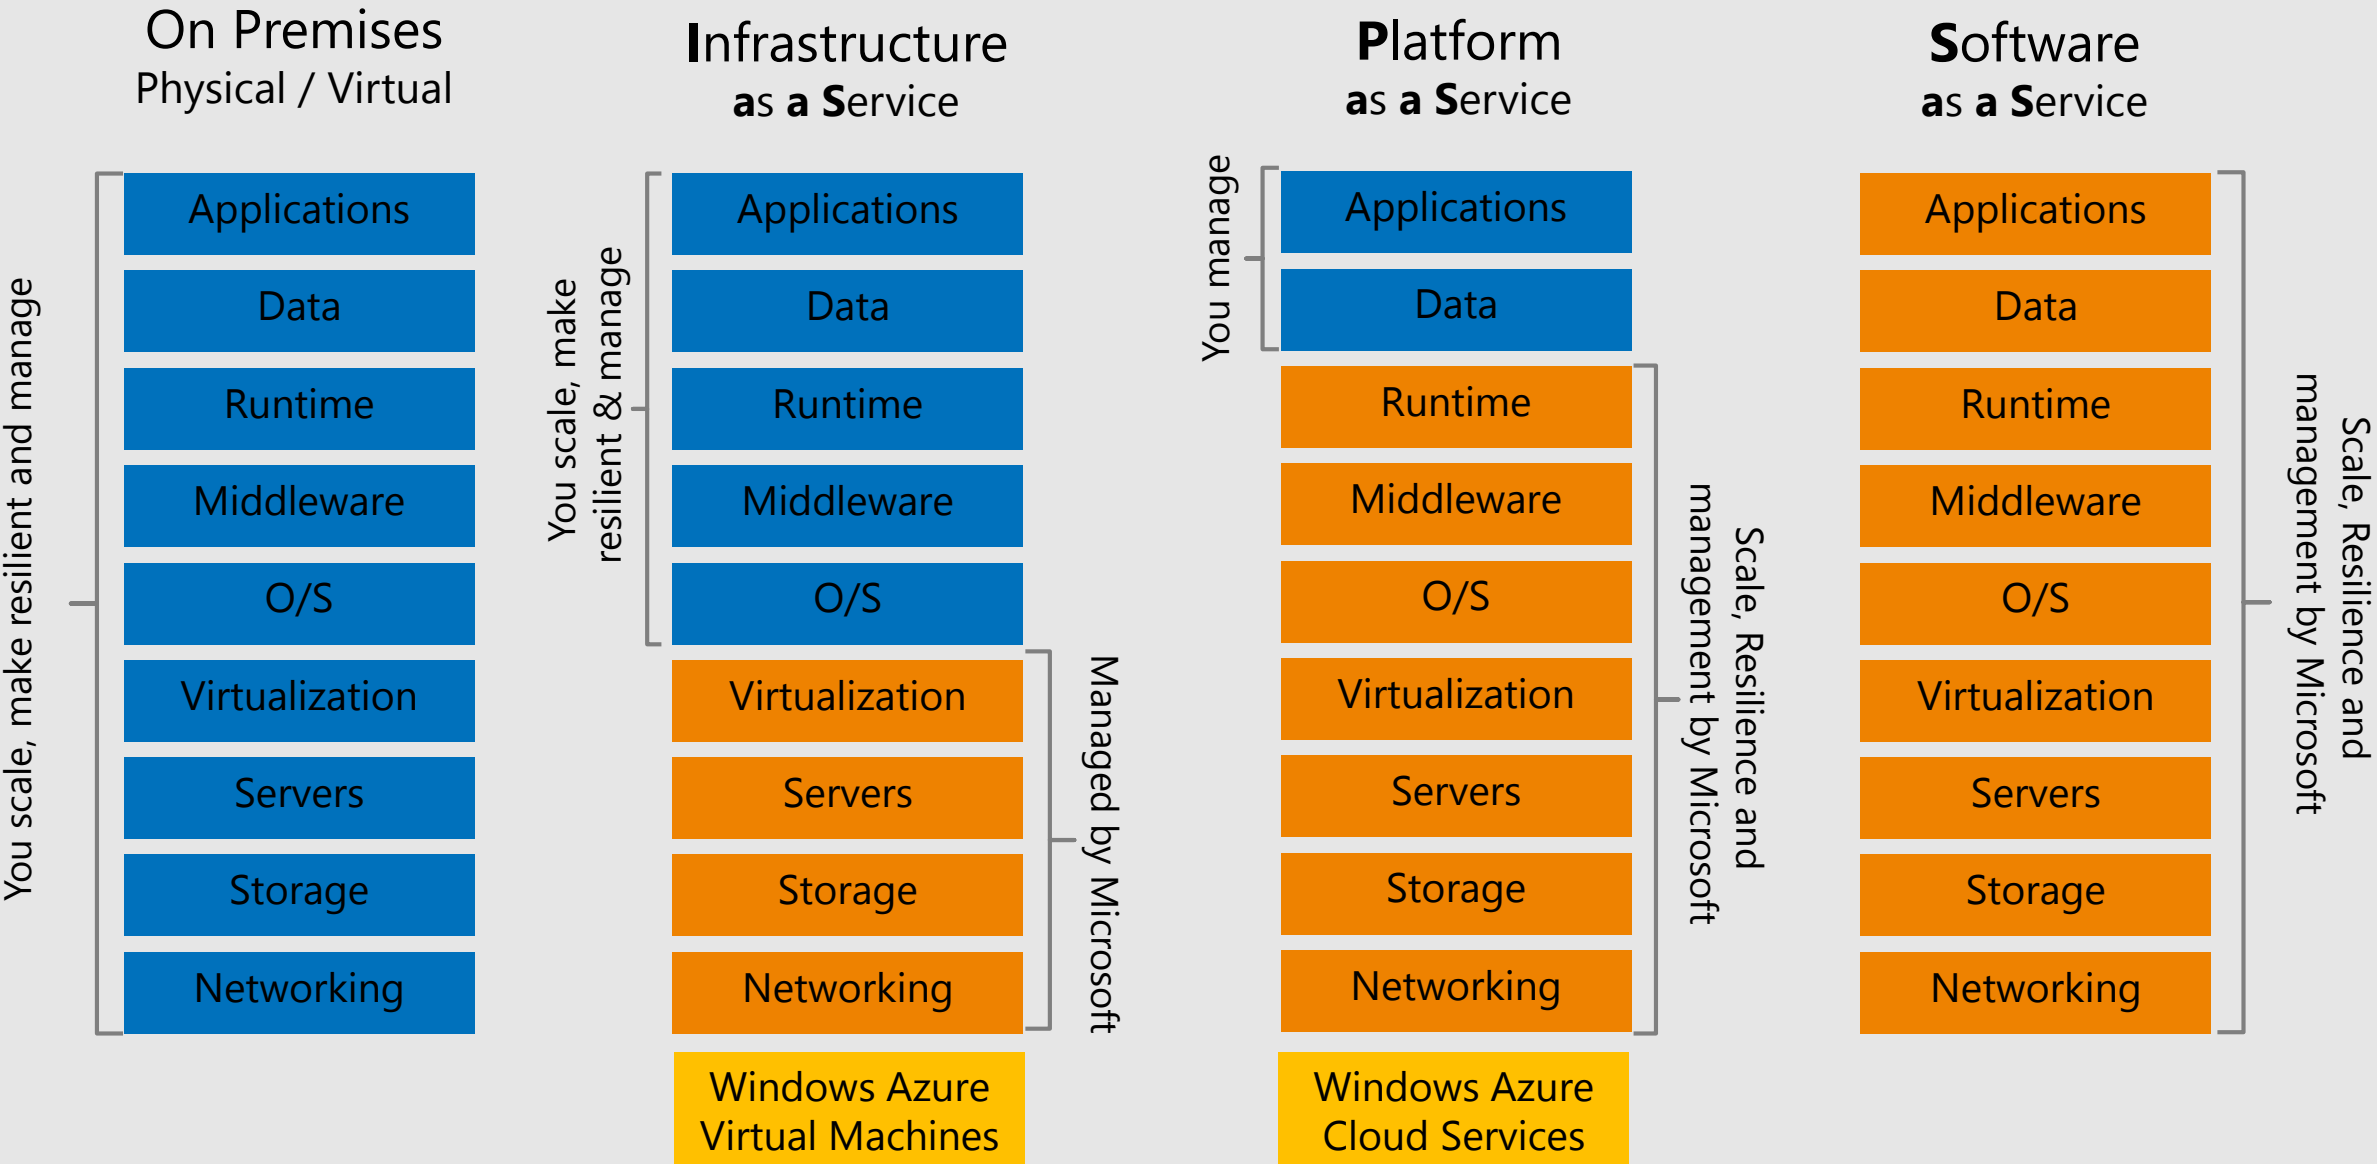 On Premises
Physical / Virtual
You scale, make resilient and manage
Applications
Data
Runtime
Middleware
O/S
Virtualization
Servers
Storage
Networking
Infrastructure
as a Service
You scale, make
resilient & manage
Applications
Data
Runtime
Middleware
O/S
Virtualization
Servers
Storage
Networking
Managed by Microsoft
Windows Azure
Virtual Machines
Platform
as a Service
You manage
Applications
Data
Runtime
Middleware
O/S
Virtualization
Servers
Storage
Networking
Scale, Resilience and
management by Microsoft
Windows Azure
Cloud Services
Software
as a Service
Applications
Data
Runtime
Middleware
O/S
Virtualization
Servers
Storage
Networking
Scale, Resilience and
management by Microsoft